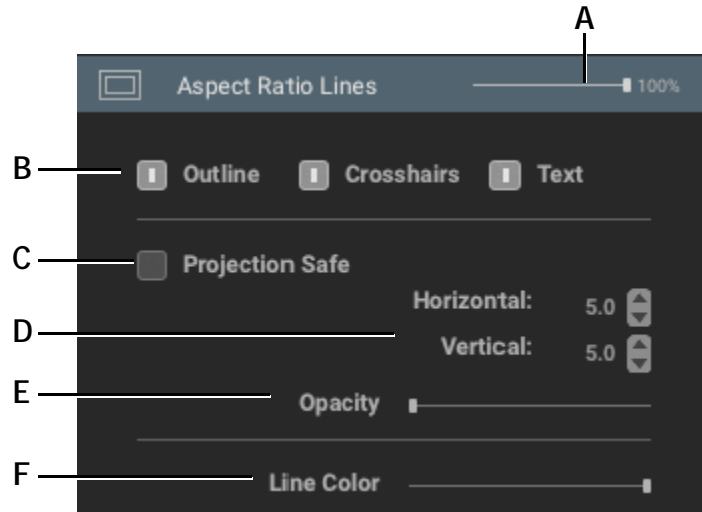 A
Aspect Ratio Lines 100%
B Outline Crosshairs Text
C Projection Safe
Horizontal: 5.0
D Vertical: 5.0
E Opacity
F Line Color